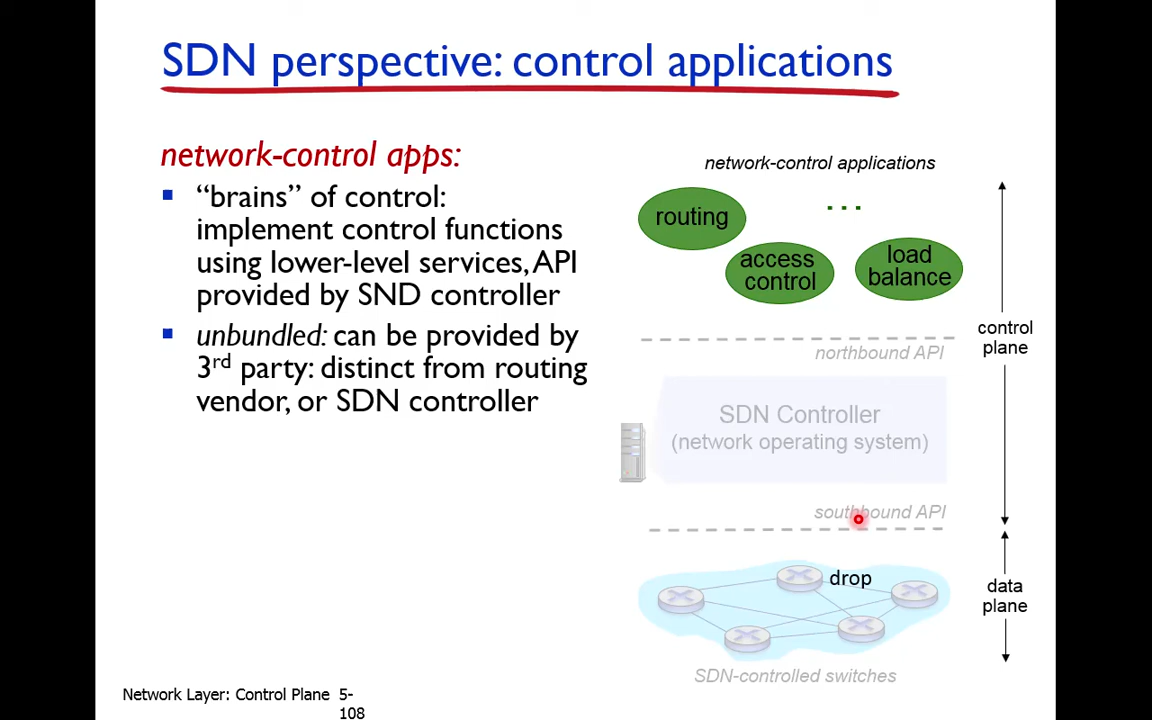 SDN perspective: control applications
network-control apps:
“brains” of control:
implement control functions
using lower-level services, API
provided by SND controller
unbundled: can be provided by
3rd party: distinct from routing
vendor, or SDN controller
network-control applications
routing
...
access
control
load
balance
control
plane
northbound API
SDN Controller
(network operating system)
southbound API
drop
data
plane
SDN-controlled switches
Network Layer: Control Plane 5-
108